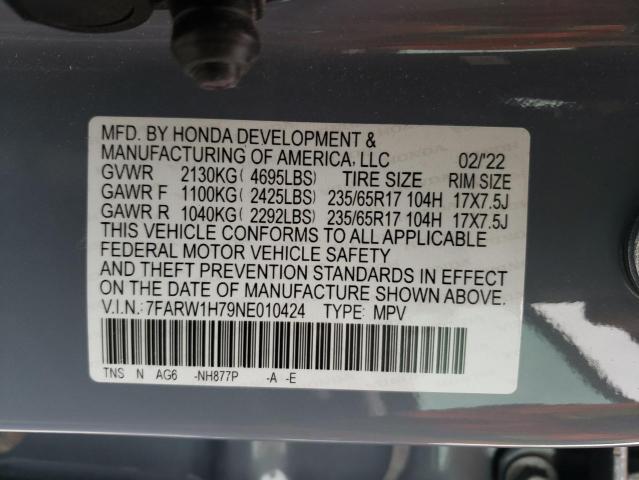 MFD. BY HONDA DEVELOPMENT &
MANUFACTURING OF AMERICA, LLC 02/'22
GVWR 2130KG( 4695LBS) TIRE SIZE RIM SIZE
GAWR F 1100KG( 2425LBS) 235/65R17 104H 17X7.5J
GAWR R 1040KG( 2292LBS) 235/65R17 104H 17X7.5J
THIS VEHICLE CONFORMS TO ALL APPLICABLE
FEDERAL MOTOR VEHICLE SAFETY
AND THEFT PREVENTION STANDARDS IN EFFECT
ON THE DATE OF MANUFACTURE SHOWN ABOVE.
V.I.N.: 7FARW1H79NE010424 TYPE: MPV
TNS N AG6 -NH877P -A -E